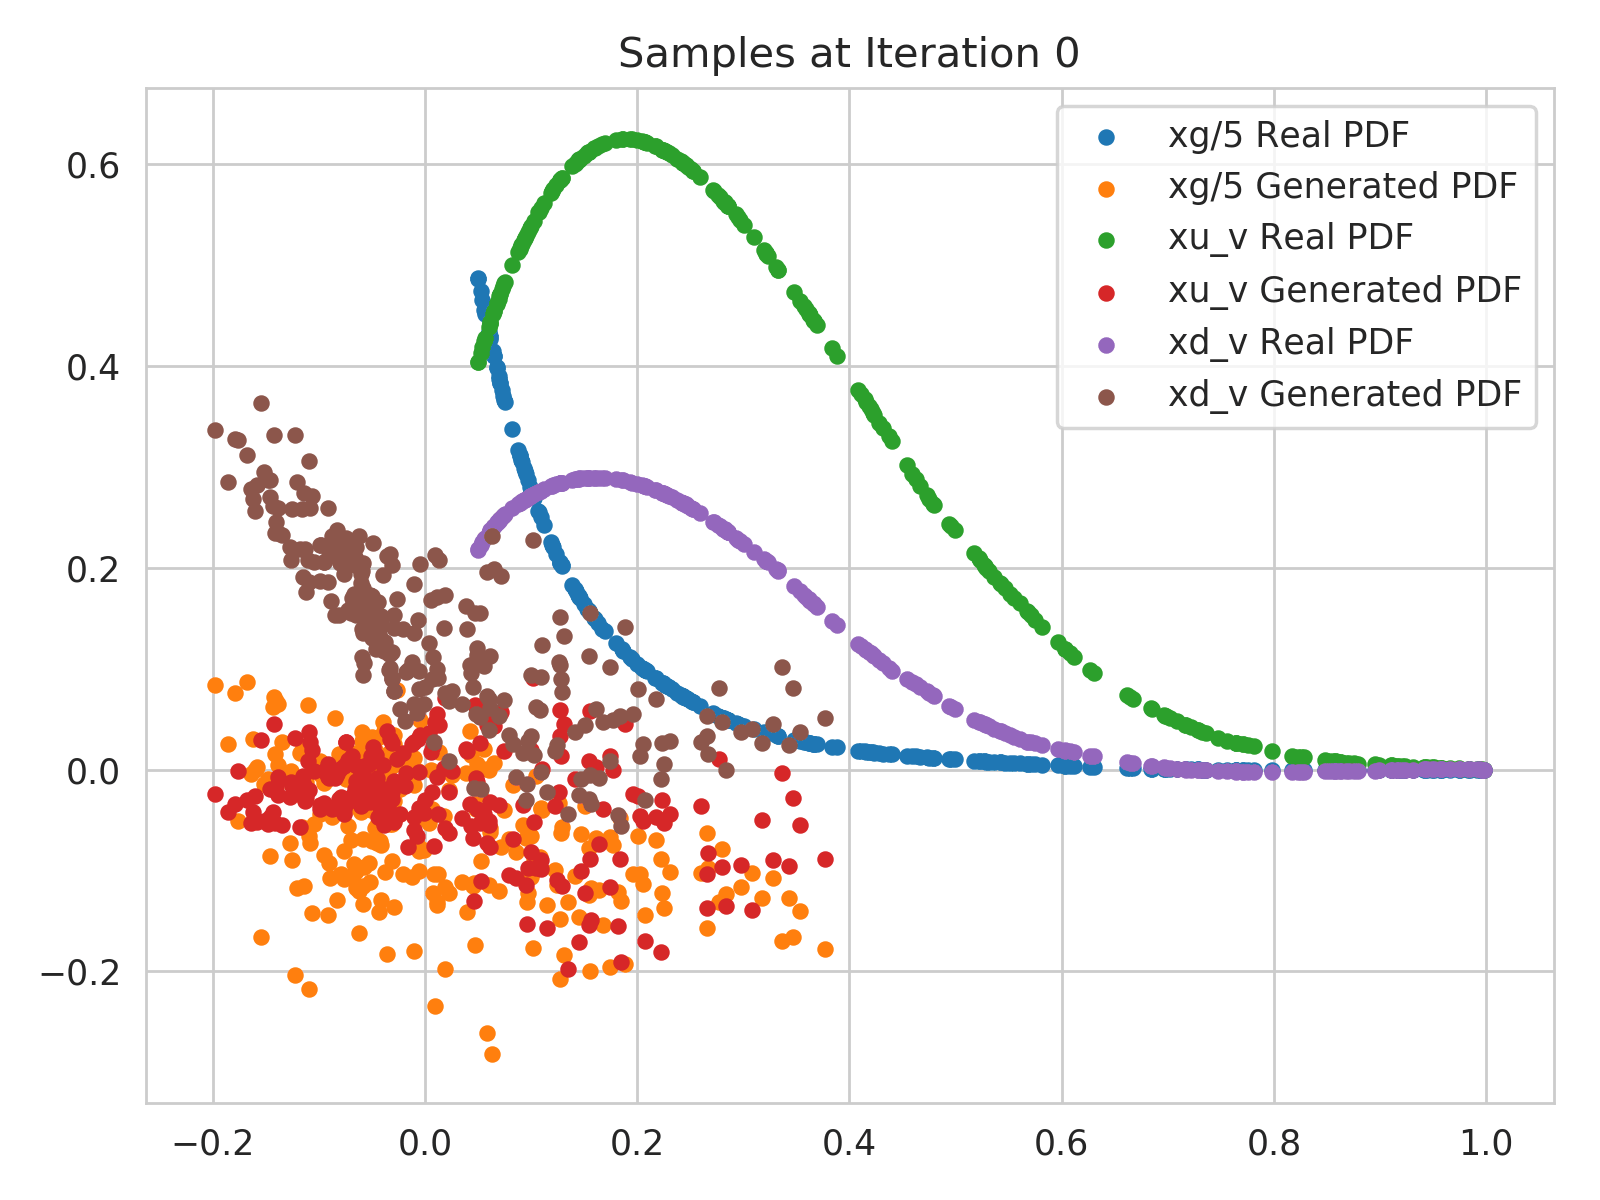 Samples at Iteration 0
xg/5 Real PDF
xg/5 Generated PDF
xu_v Real PDF
xu_v Generated PDF
xd_v Real PDF
xd_v Generated PDF
0.6
0.4
0.2
0.0
−0.2
−0.2 0.0 0.2 0.4 0.6 0.8 1.0